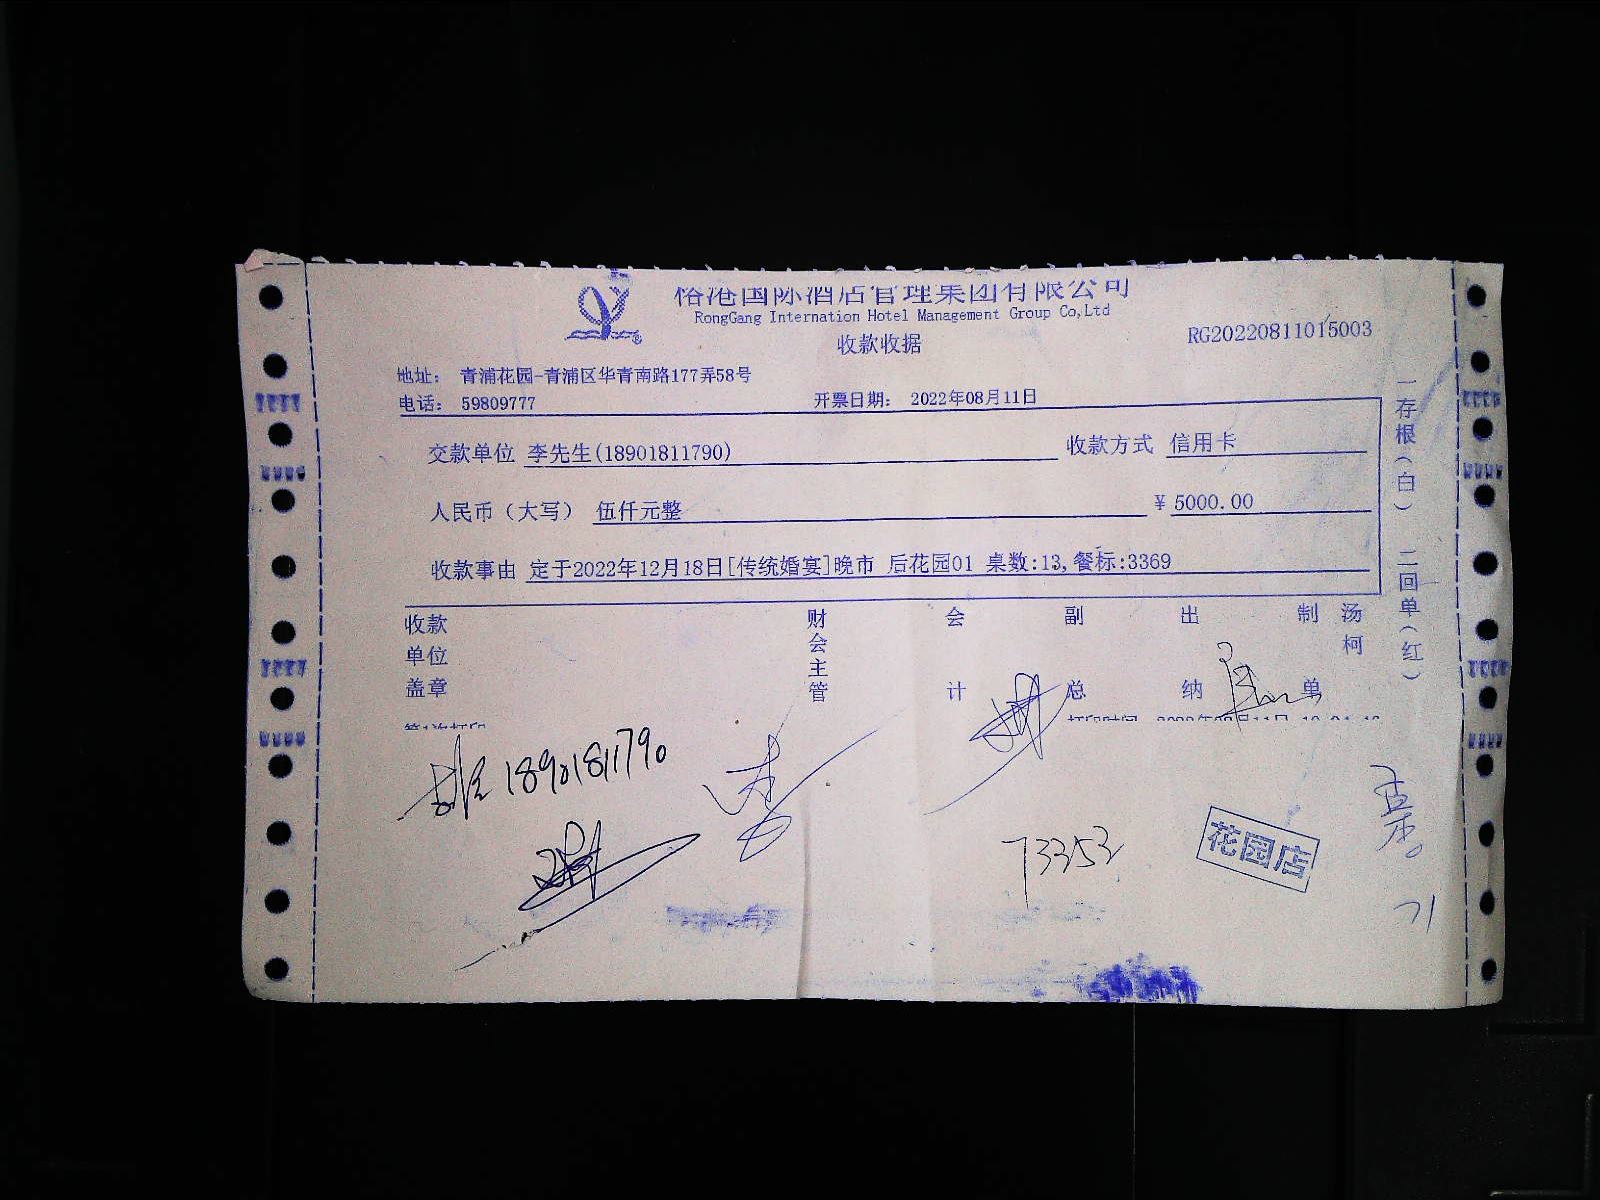 国际酒店管理集团有限公司
RongGang Internation Hotel Management Group Co,Ltd
收款收据
RG20220811015003
地址： 青浦花园-青浦区华青南路177弄58号
电话： 59809777
开票日期： 2022年08月11日
交款单位 李先生(18901811790)
收款方式 信用卡
人民币（大写） 伍仟元整
¥ 5000.00
收款事由 定于2022年12月18日[传统婚宴]晚市 后花园01 桌数:13,餐标:3369
一存根（白） 二回单（红）
收款单位盖章
财会主管
会计
副总
出纳
制单
汤柯
18901811790
73353
花园店